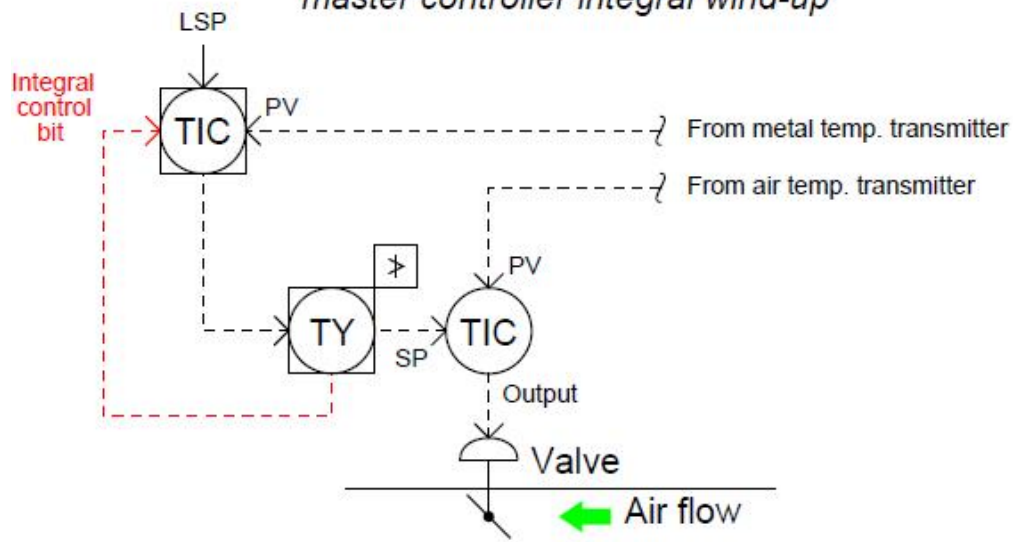 master controller integral wind-up
LSP
Integral
control
bit
TIC
PV
From metal temp. transmitter
From air temp. transmitter
PV
TY
SP
TIC
Output
Valve
Air flow